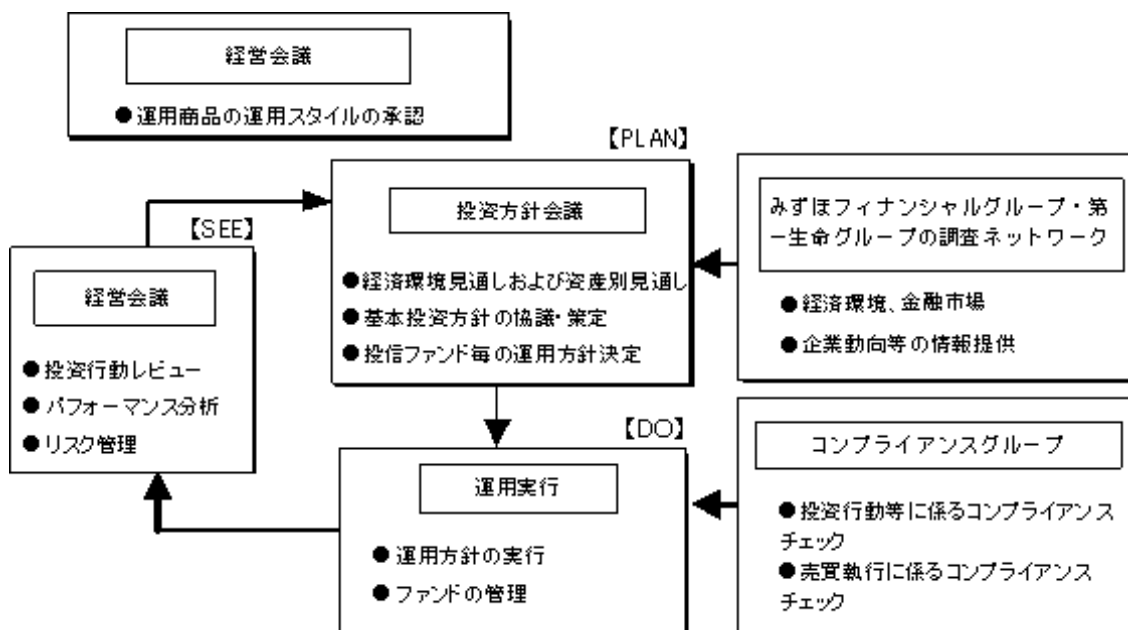 経営会議
●運用商品の運用スタイルの承認
【PLAN】
投資方針会議
●経済環境見通しおよび資産別見通し
●基本投資方針の協議・策定
●投信ファンド毎の運用方針決定
みずほフィナンシャルグループ・第
一生命グループの調査ネットワーク
●経済環境、金融市場
●企業動向等の情報提供
【SEE】
経営会議
●投資行動レビュー
●パフォーマンス分析
●リスク管理
【DO】
運用実行
●運用方針の実行
●ファンドの管理
コンプライアンスグループ
●投資行動等に係るコンプライアンス
チェック
●売買執行に係るコンプライアンス
チェック